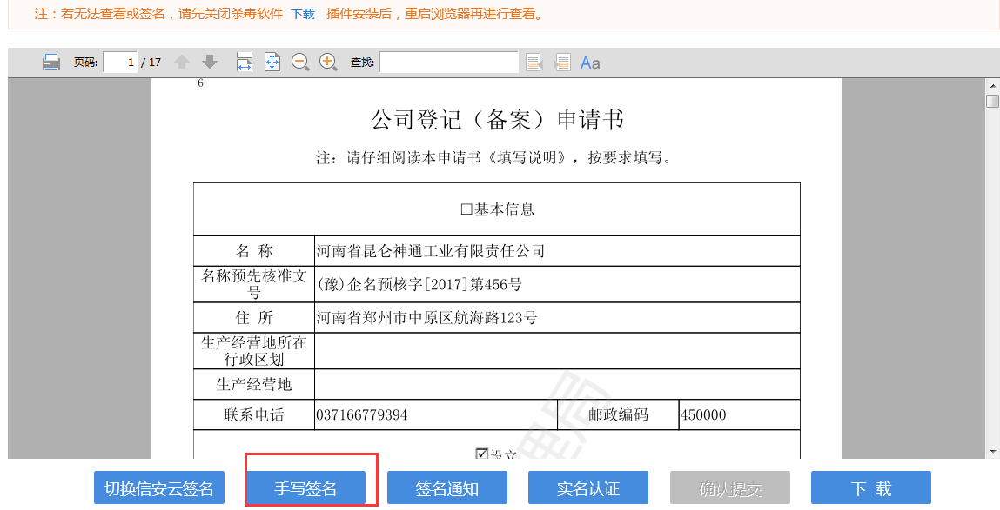 注：若无法查看或签名，请先关闭杀毒软件 下载 插件安装后，重启浏览器再进行查看。
页码: 1 / 17 查找: Aa
6
公司登记（备案）申请书
注：请仔细阅读本申请书《填写说明》，按要求填写。
□基本信息
名 称 河南省昆仑神通工业有限责任公司
名称预先核准文号 (豫)企名预核字[2017]第456号
住 所 河南省郑州市中原区航海路123号
生产经营地所在行政区划
生产经营地
联系电话 037166779394 邮政编码 450000
☑设立
理局
切换信安云签名 手写签名 签名通知 实名认证 确认提交 下 载